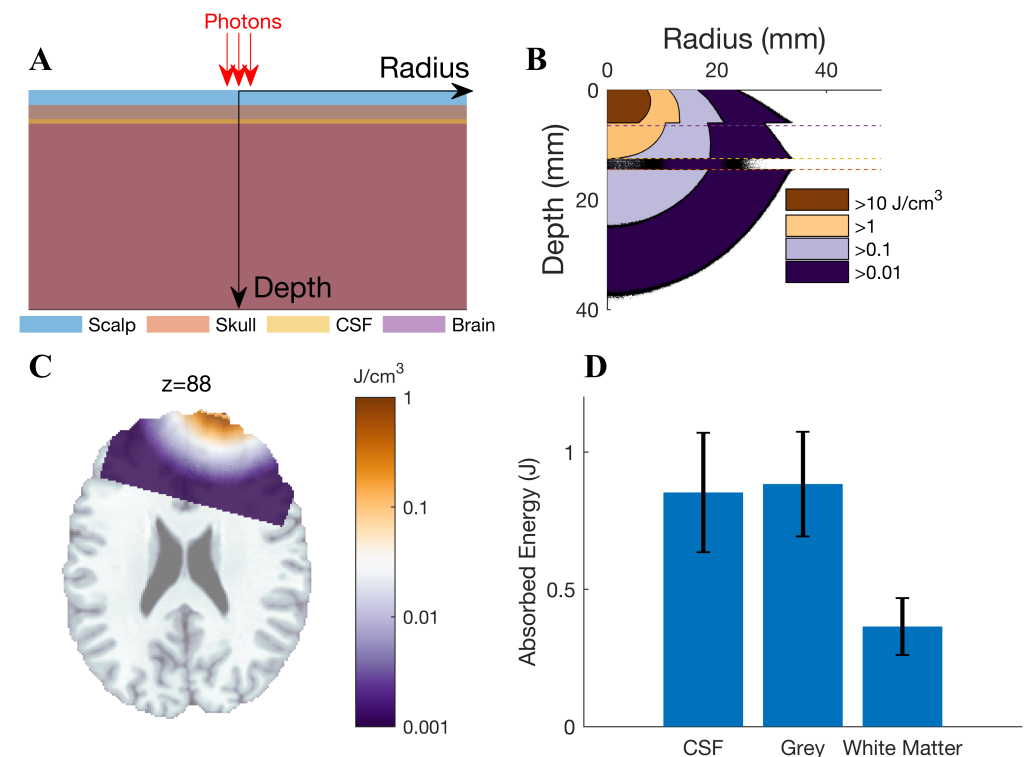 A
Photons
Radius
Depth
Scalp Skull CSF Brain
B
Radius (mm)
0 20 40
Depth (mm)
0
20
40
>10 J/cm³
>1
>0.1
>0.01
C
z=88
J/cm³
1
0.1
0.01
0.001
D
Absorbed Energy (J)
1
0.5
0
CSF Grey White Matter